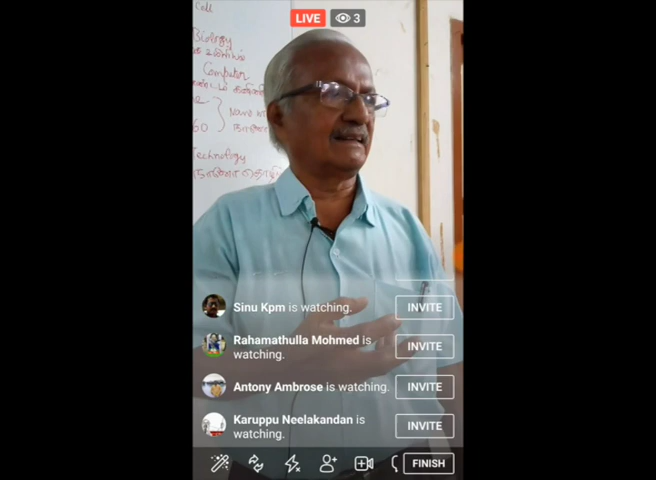 LIVE 3
Cell
Biology
Computer
60
Technology
Sinu Kpm is watching.
INVITE
Rahamathulla Mohmed is
watching.
INVITE
Antony Ambrose is watching.
INVITE
Karuppu Neelakandan is
watching.
INVITE
FINISH